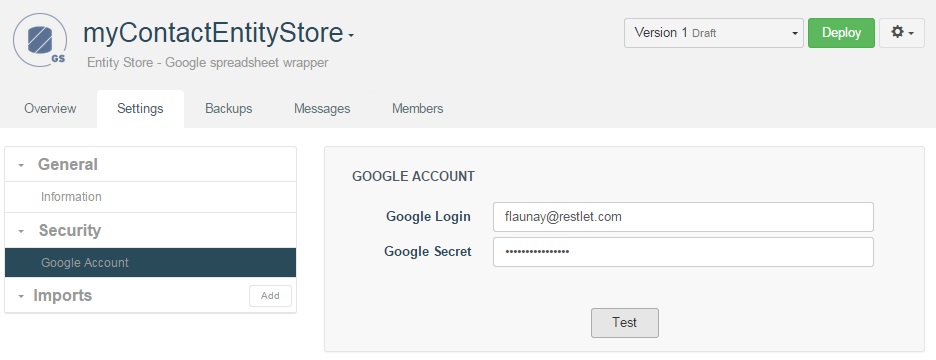 myContactEntityStore
Version 1 Draft
Deploy
GS
Entity Store - Google spreadsheet wrapper
Overview
Settings
Backups
Messages
Members
General
Information
Security
Google Account
Imports
Add
GOOGLE ACCOUNT
Google Login
flaunay@restlet.com
Google Secret
••••••••••••••••
Test